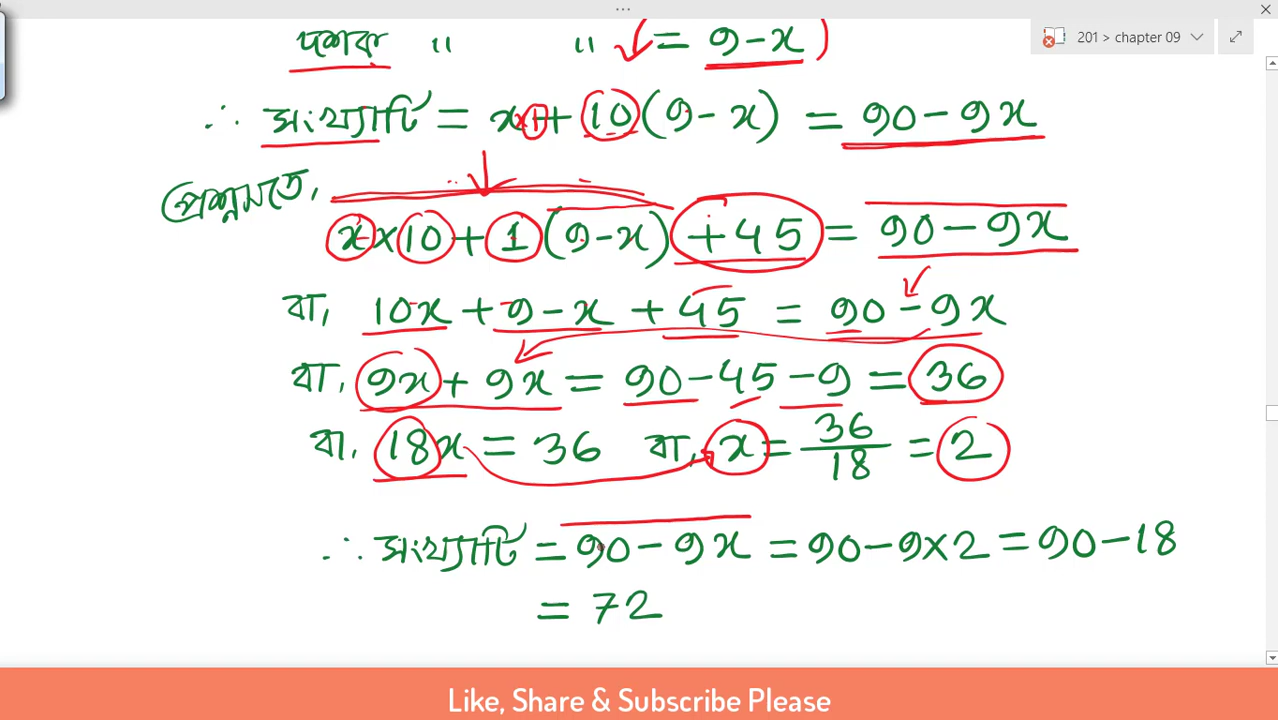 201 > chapter 09
দশক " " = 9-x)
∴ সংখ্যাটি = x×1+10(9-x) = 90-9x
প্রশ্নমতে,
x×10+1(9-x)+45 = 90-9x
বা, 10x+9-x+45 = 90-9x
বা, 9x+9x = 90-45-9 = 36
বা, 18x = 36 বা, x = 36/18 = 2
∴ সংখ্যাটি = 90-9x = 90-9×2 = 90-18
= 72
Like, Share & Subscribe Please